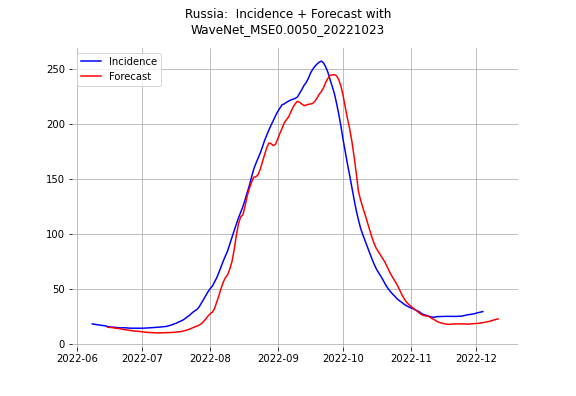 Russia:  Incidence + Forecast with
WaveNet_MSE0.0050_20221023
Incidence
Forecast
250
200
150
100
50
0
2022-06 2022-07 2022-08 2022-09 2022-10 2022-11 2022-12